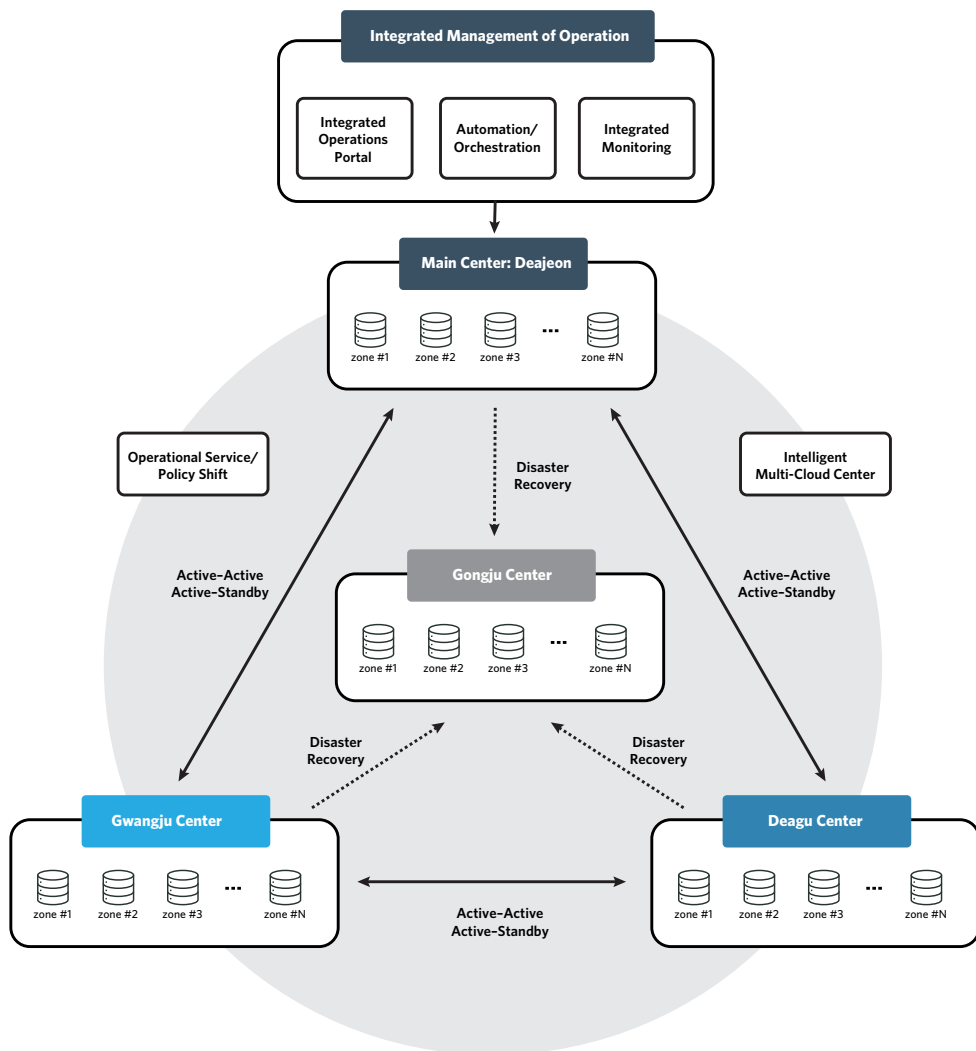 Integrated Management of Operation
Integrated
Operations
Portal
Automation/
Orchestration
Integrated
Monitoring
Main Center: Deajeon
zone #1
zone #2
zone #3
...
zone #N
Operational Service/
Policy Shift
Disaster
Recovery
Intelligent
Multi-Cloud Center
Active–Active
Active–Standby
Gongju Center
Active–Active
Active–Standby
zone #1
zone #2
zone #3
...
zone #N
Disaster
Recovery
Disaster
Recovery
Gwangju Center
zone #1
zone #2
zone #3
...
zone #N
Active–Active
Active–Standby
Deagu Center
zone #1
zone #2
zone #3
...
zone #N